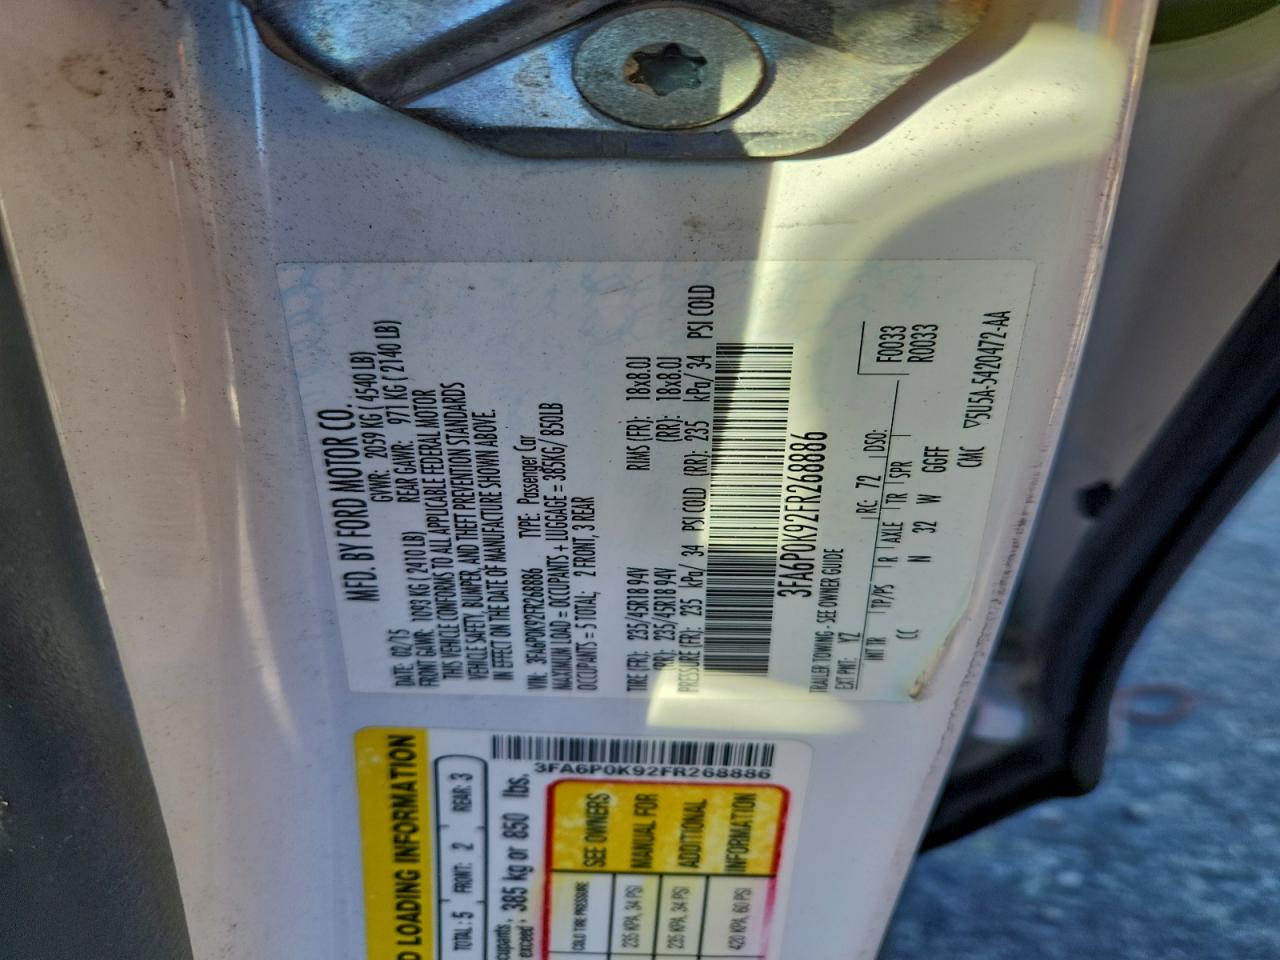 MFD. BY FORD MOTOR CO.
DATE: 02/15 GVWR: 2059 KG ( 4540 LB)
FRONT GAWR: 1093 KG ( 2410 LB) REAR GAWR: 971 KG ( 2140 LB)
THIS VEHICLE CONFORMS TO ALL APPLICABLE FEDERAL MOTOR
VEHICLE SAFETY, BUMPER, AND THEFT PREVENTION STANDARDS
IN EFFECT ON THE DATE OF MANUFACTURE SHOWN ABOVE.
VIN: 3FA6P0K92FR268886 TYPE: Passenger Car
MAXIMUM LOAD = OCCUPANTS + LUGGAGE = 385KG/ 850LB
OCCUPANTS = 5 TOTAL; 2 FRONT, 3 REAR
TIRE (FR): 235/45R18 94V RIMS (FR): 18x8.0J
(RR): 235/45R18 94V (RR): 18x8.0J
PRESSURE (FR): 235 kPa/ 34 PSI COLD (RR): 235 kPa/ 34 PSI COLD
3FA6P0K92FR268886
TRAILER TOWING - SEE OWNER GUIDE
EXT PNT: YZ RC: 72 DSO: F0033
R0033
INT TR TP/PS R AXLE TR SPR
CC N 32 W GGFF
CMC ▽5U5A-5420472-AA
LOADING INFORMATION
TOTAL : 5 FRONT: 2 REAR: 3
385 kg or 850 lbs.
3FA6P0K92FR268886
COLD TIRE PRESSURE SEE OWNERS
235 KPA, 34 PSI MANUAL FOR
235 KPA, 34 PSI ADDITIONAL
420 KPA, 60 PSI INFORMATION